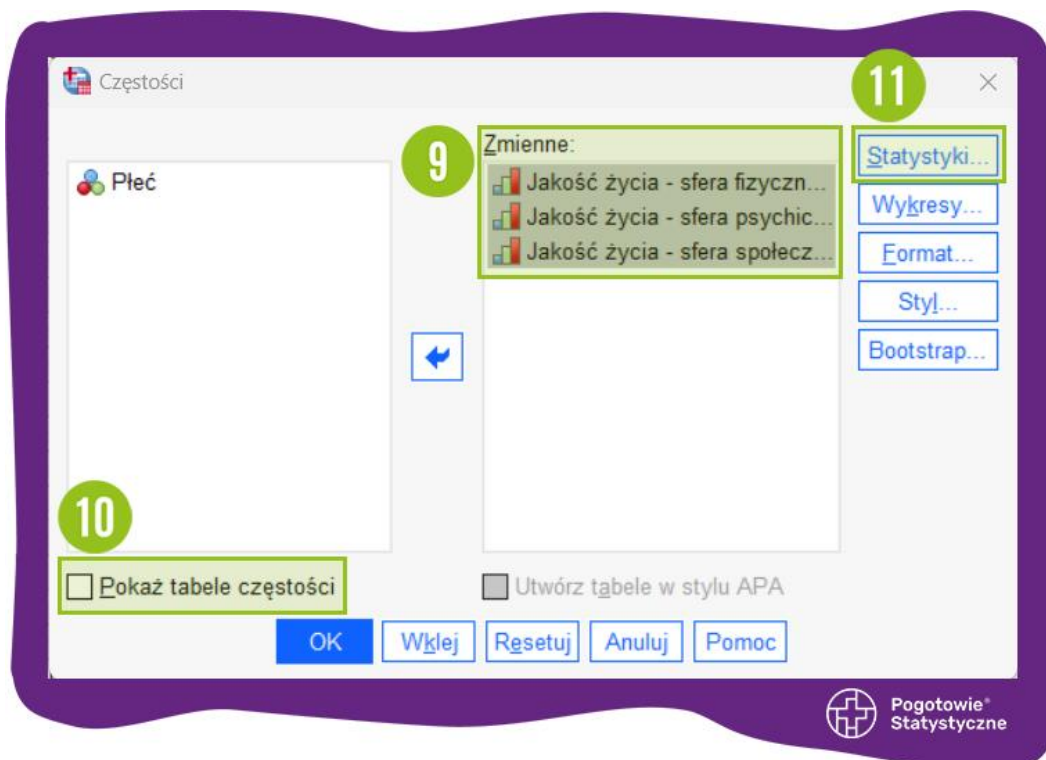 Częstości
11
9
Zmienne:
Statystyki...
Płeć
Jakość życia - sfera fizyczn...
Jakość życia - sfera psychic...
Jakość życia - sfera społecz...
Wykresy...
Format...
Styl...
Bootstrap...
10
Pokaż tabele częstości
Utwórz tabele w stylu APA
OK
Wklej
Resetuj
Anuluj
Pomoc
Pogotowie®
Statystyczne